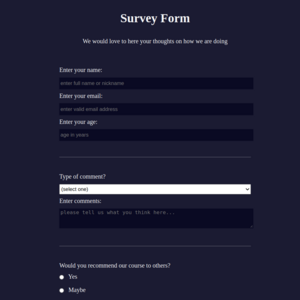 Survey Form
We would love to here your thoughts on how we are doing
Enter your name:
enter full name or nickname
Enter your email:
enter valid email address
Enter your age:
age in years
Type of comment?
(select one)
Enter comments:
please tell us what you think here...
Would you recommend our course to others?
Yes
Maybe